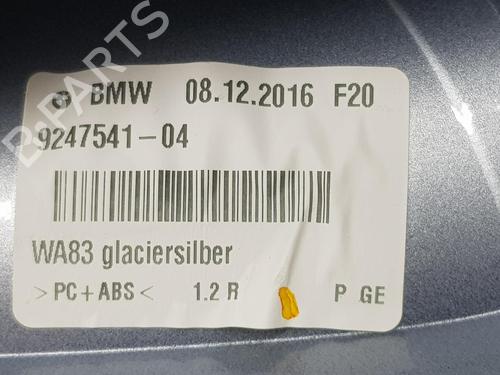 BMW 08.12.2016 F20
9247541-04
WA83 glaciersilber
>PC+ABS< 1.2 R P GE
B-PARTS